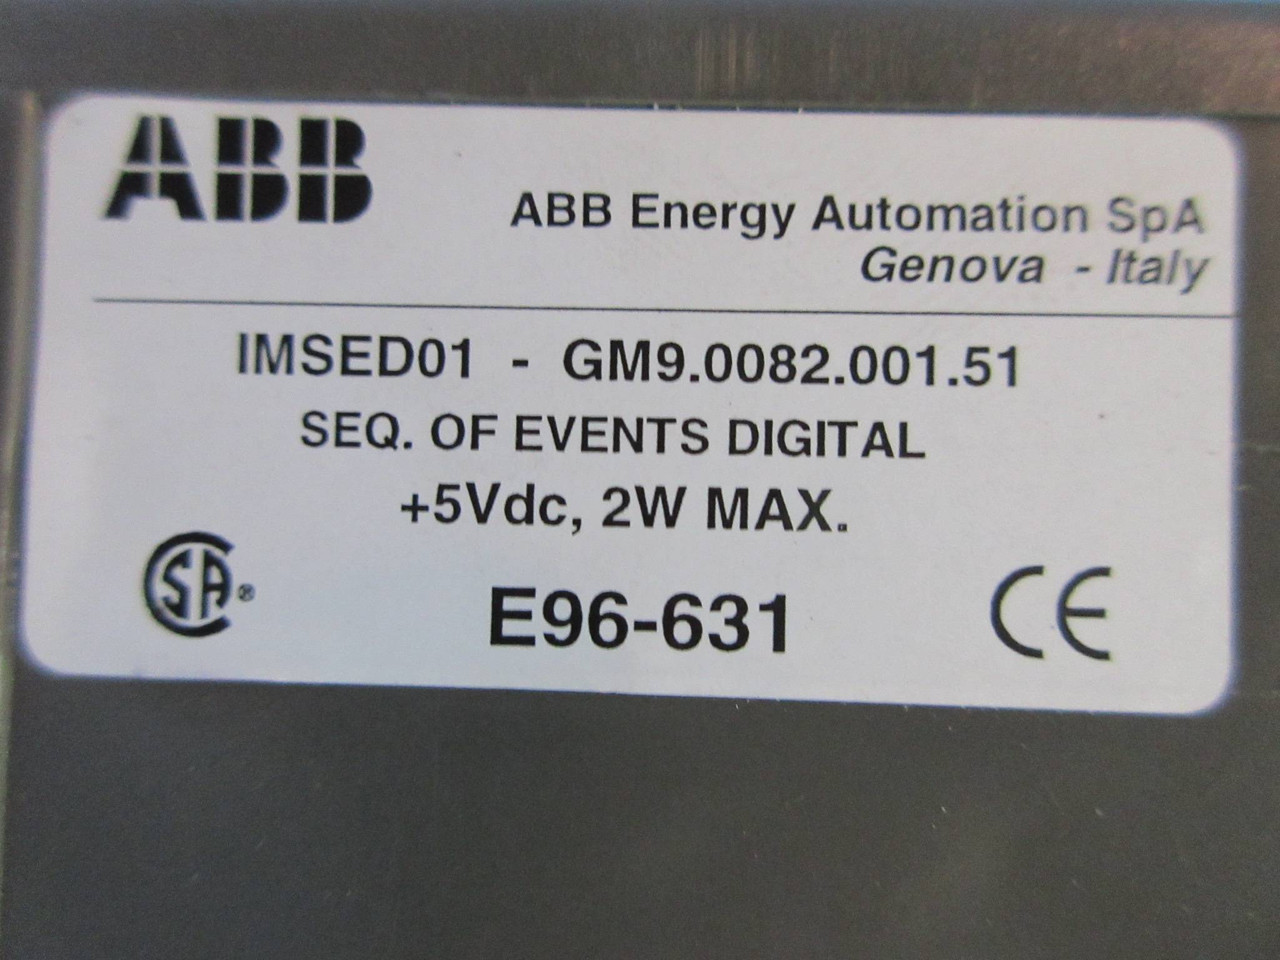 ABB
ABB Energy Automation SpA
Genova - Italy
IMSED01 - GM9.0082.001.51
SEQ. OF EVENTS DIGITAL
+5Vdc, 2W MAX.
SA®
E96-631
CE